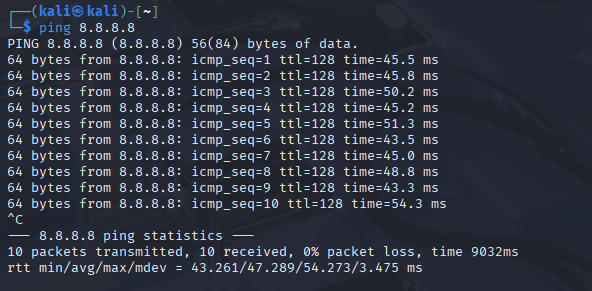 ┌──(kali㉿kali)-[~]
└─$ ping 8.8.8.8
PING 8.8.8.8 (8.8.8.8) 56(84) bytes of data.
64 bytes from 8.8.8.8: icmp_seq=1 ttl=128 time=45.5 ms
64 bytes from 8.8.8.8: icmp_seq=2 ttl=128 time=45.8 ms
64 bytes from 8.8.8.8: icmp_seq=3 ttl=128 time=50.2 ms
64 bytes from 8.8.8.8: icmp_seq=4 ttl=128 time=45.2 ms
64 bytes from 8.8.8.8: icmp_seq=5 ttl=128 time=51.3 ms
64 bytes from 8.8.8.8: icmp_seq=6 ttl=128 time=43.5 ms
64 bytes from 8.8.8.8: icmp_seq=7 ttl=128 time=45.0 ms
64 bytes from 8.8.8.8: icmp_seq=8 ttl=128 time=48.8 ms
64 bytes from 8.8.8.8: icmp_seq=9 ttl=128 time=43.3 ms
64 bytes from 8.8.8.8: icmp_seq=10 ttl=128 time=54.3 ms
^C
--- 8.8.8.8 ping statistics ---
10 packets transmitted, 10 received, 0% packet loss, time 9032ms
rtt min/avg/max/mdev = 43.261/47.289/54.273/3.475 ms